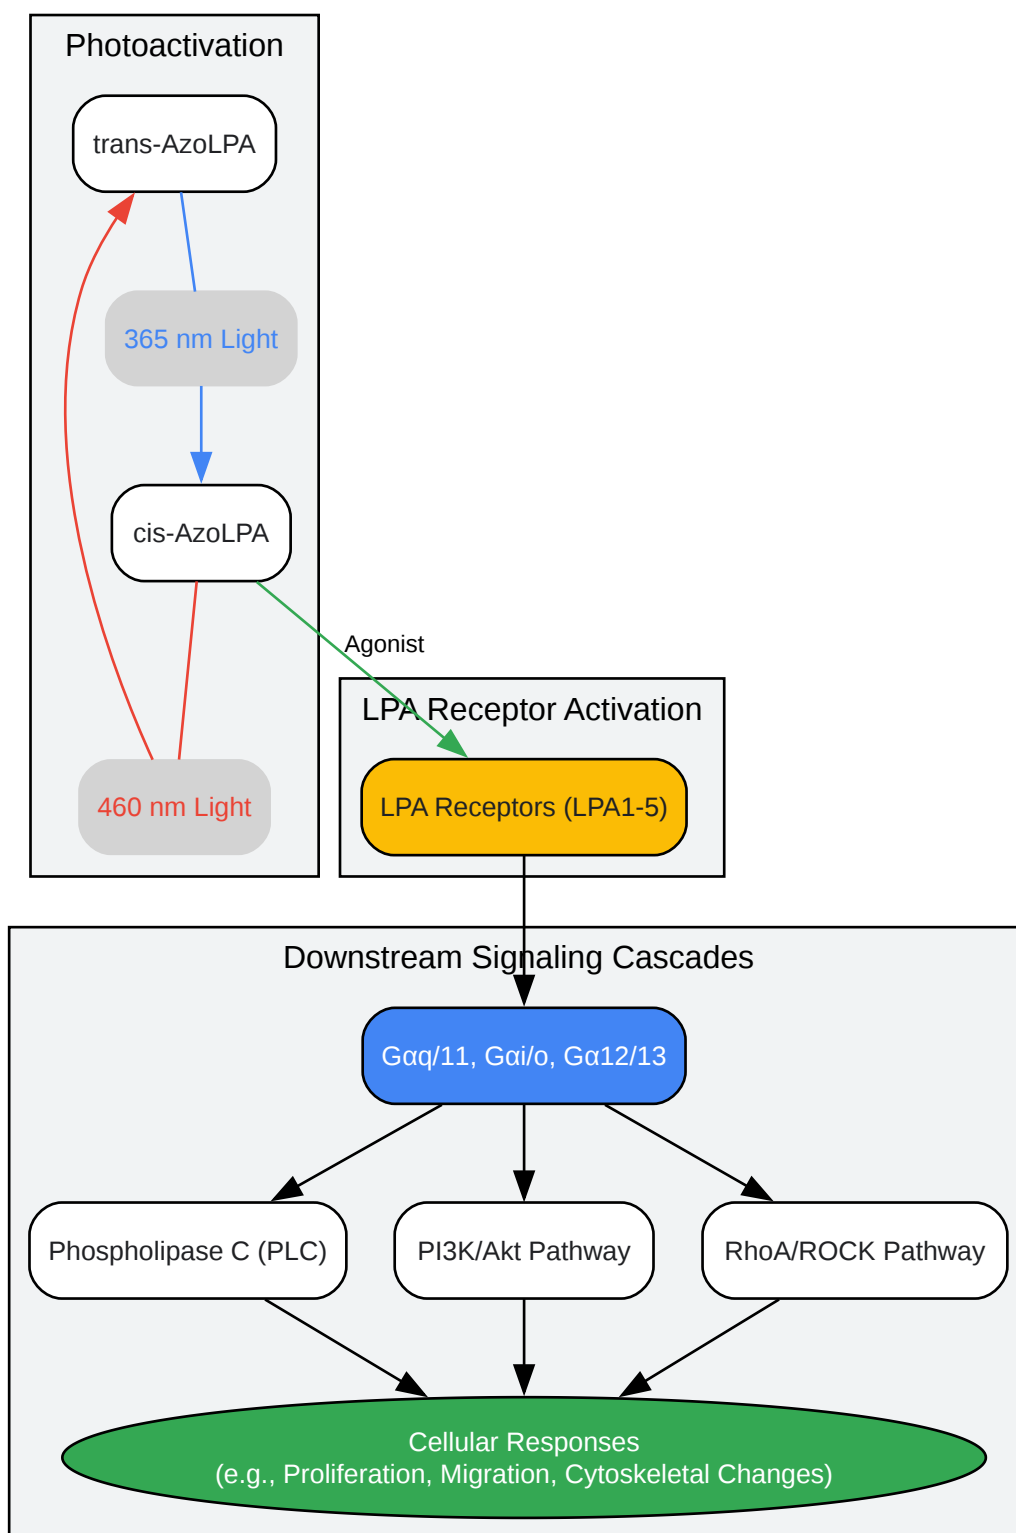 Photoactivation
trans-AzoLPA
365 nm Light
cis-AzoLPA
Agonist
LPA Receptor Activation
460 nm Light
LPA Receptors (LPA1-5)
Downstream Signaling Cascades
Gαq/11, Gαi/o, Gα12/13
Phospholipase C (PLC)
PI3K/Akt Pathway
RhoA/ROCK Pathway
Cellular Responses
(e.g., Proliferation, Migration, Cytoskeletal Changes)